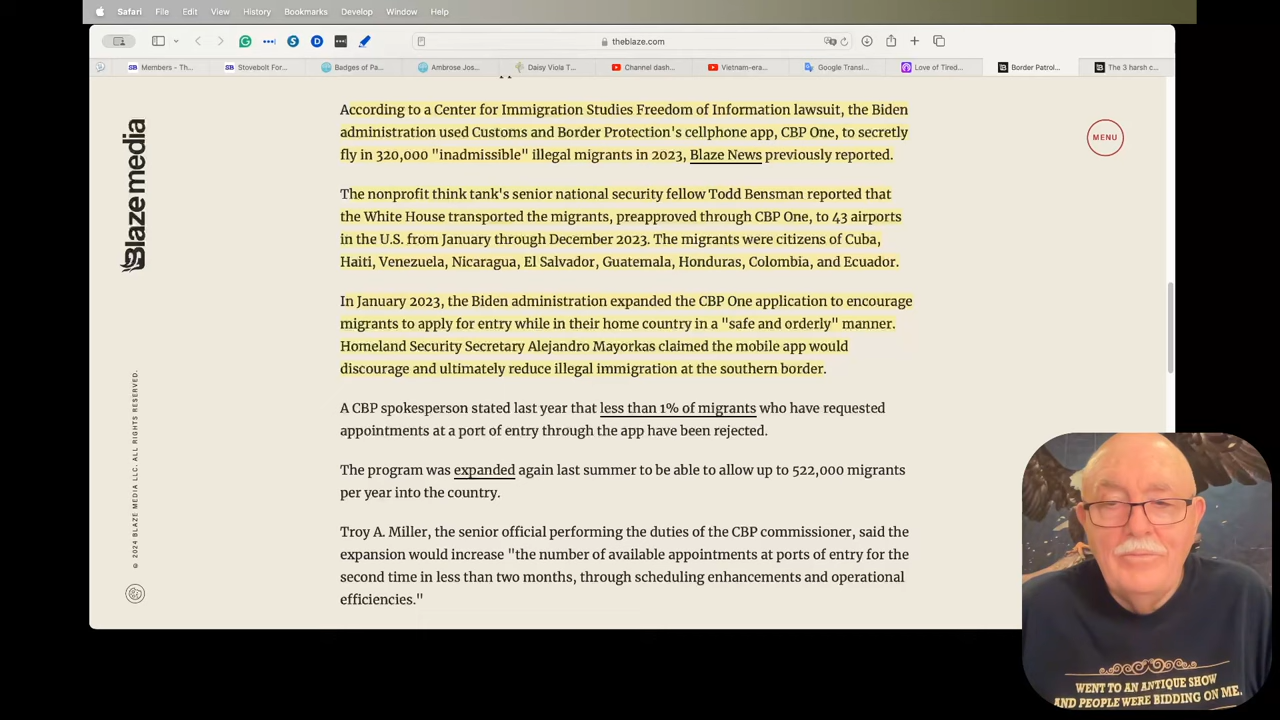 Safari File Edit View History Bookmarks Develop Window Help
theblaze.com
Members - Th... Stovebolt For... Badges of Pa... Ambrose Jos... Daisy Viola T... Channel dash... Vietnam-era... Google Transl... Love of Tired... Border Patrol... The 3 harsh c...
Blaze media
© 2024 BLAZE MEDIA LLC. ALL RIGHTS RESERVED.
MENU
According to a Center for Immigration Studies Freedom of Information lawsuit, the Biden
administration used Customs and Border Protection's cellphone app, CBP One, to secretly
fly in 320,000 "inadmissible" illegal migrants in 2023, Blaze News previously reported.
The nonprofit think tank's senior national security fellow Todd Bensman reported that
the White House transported the migrants, preapproved through CBP One, to 43 airports
in the U.S. from January through December 2023. The migrants were citizens of Cuba,
Haiti, Venezuela, Nicaragua, El Salvador, Guatemala, Honduras, Colombia, and Ecuador.
In January 2023, the Biden administration expanded the CBP One application to encourage
migrants to apply for entry while in their home country in a "safe and orderly" manner.
Homeland Security Secretary Alejandro Mayorkas claimed the mobile app would
discourage and ultimately reduce illegal immigration at the southern border.
A CBP spokesperson stated last year that less than 1% of migrants who have requested
appointments at a port of entry through the app have been rejected.
The program was expanded again last summer to be able to allow up to 522,000 migrants
per year into the country.
Troy A. Miller, the senior official performing the duties of the CBP commissioner, said the
expansion would increase "the number of available appointments at ports of entry for the
second time in less than two months, through scheduling enhancements and operational
efficiencies."
WENT TO AN ANTIQUE SHOW
AND PEOPLE WERE BIDDING ON ME.